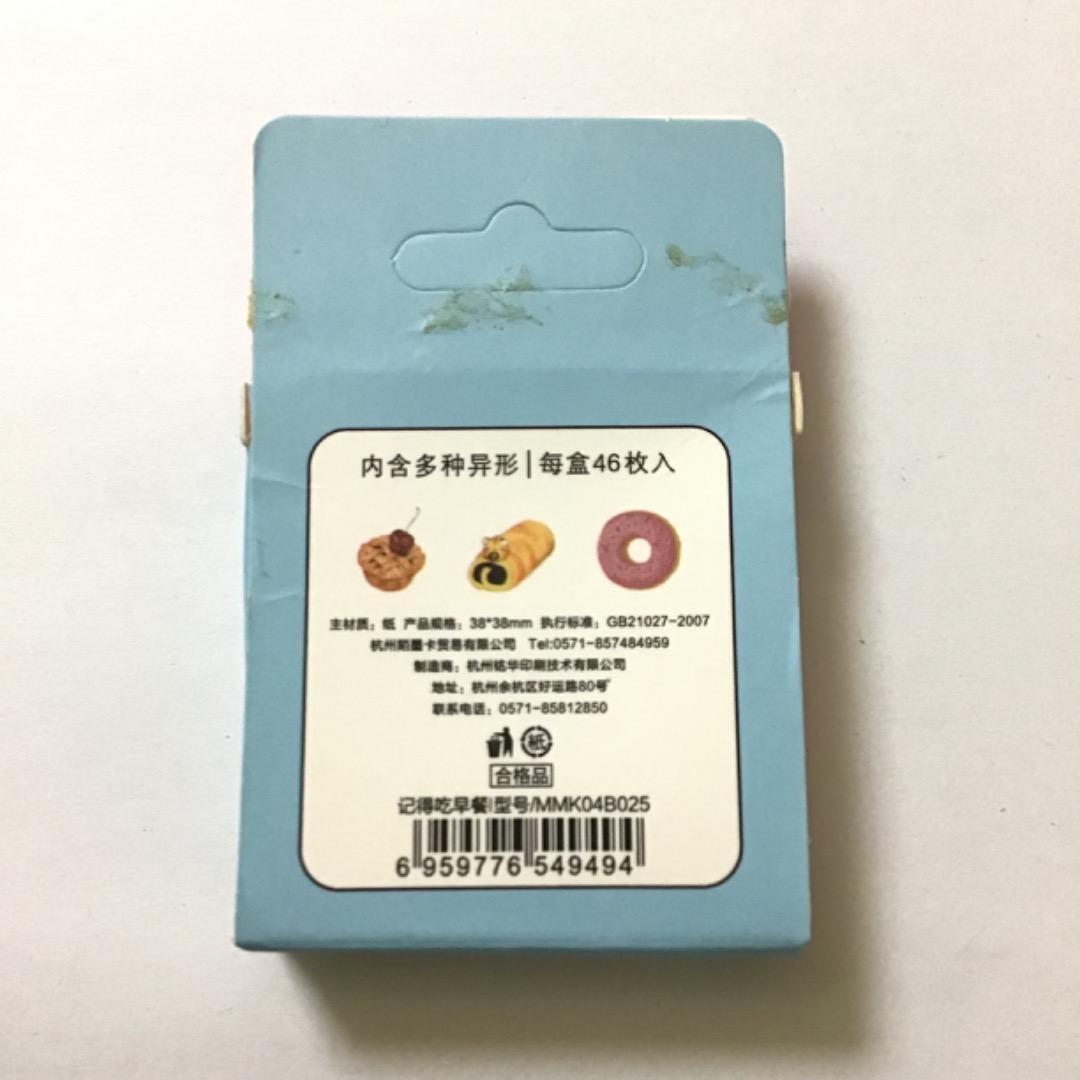 内含多种异形|每盒46枚入
主材质：纸 产品规格：38*38mm 执行标准：GB21027-2007
杭州陌墨卡贸易有限公司 Tel:0571-857484959
制造商：杭州铭华印刷技术有限公司
地址：杭州余杭区好运路80号
联系电话：0571-85812850
紙
合格品
记得吃早餐|型号/MMK04B025
6 959776 549494